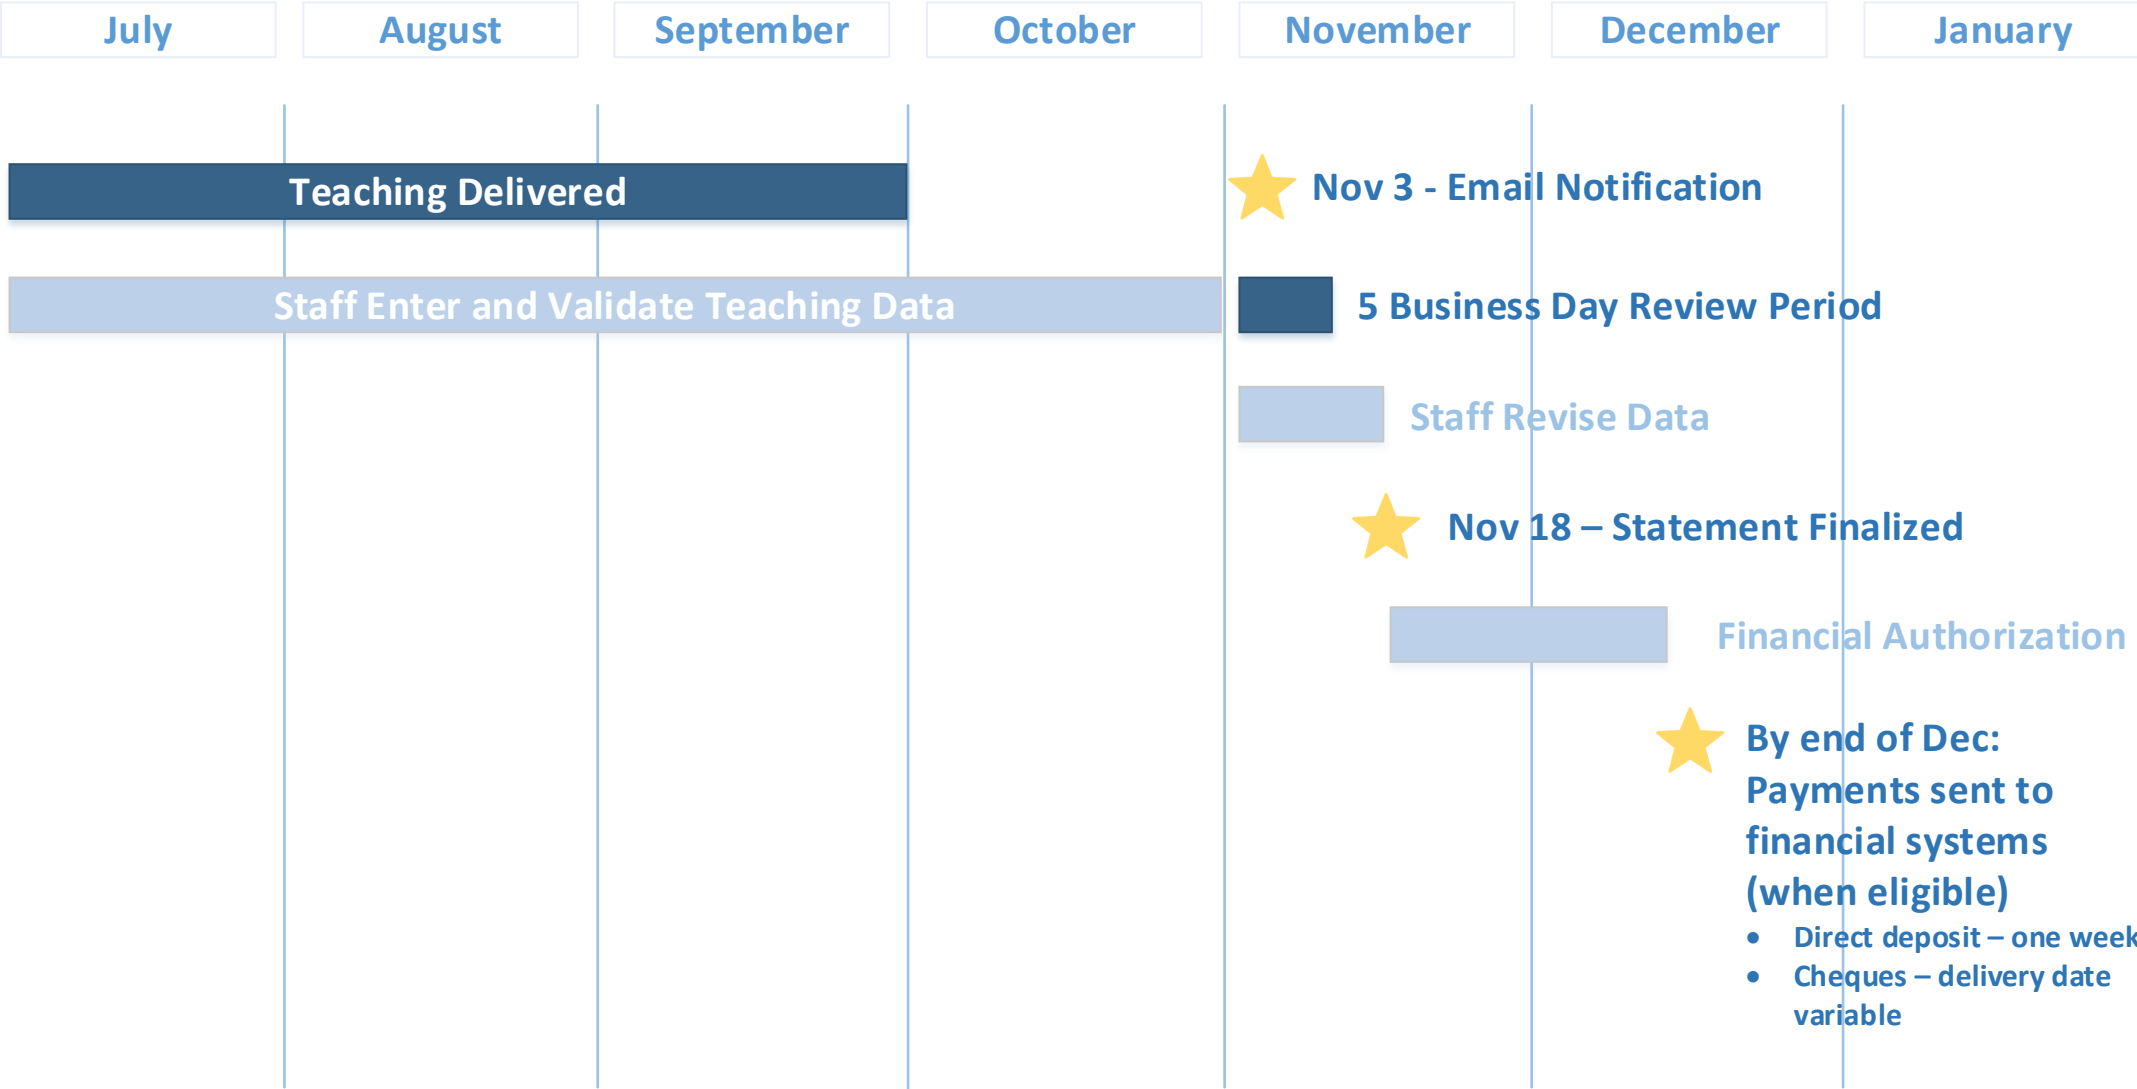 July August September October November December January
Teaching Delivered
Nov 3 - Email Notification
Staff Enter and Validate Teaching Data
5 Business Day Review Period
Staff Revise Data
Nov 18 – Statement Finalized
Financial Authorization
By end of Dec:
Payments sent to
financial systems
(when eligible)
• Direct deposit – one week
• Cheques – delivery date
variable